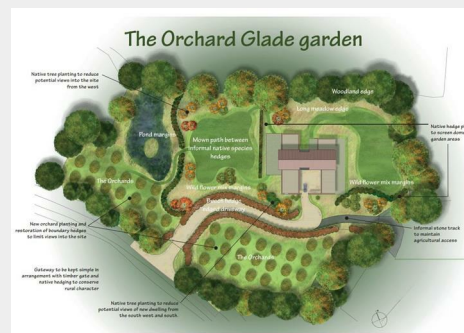 The Orchard Glade garden
Native tree planting to reduce
potential views into the site
from the west
Woodland edge
Long meadow edge
Pond margins
Mown path between
informal native species
hedges
Native hedge pl
to screen dome
garden areas
The Orchards
Wild flower mix margins
Wild flower mix margins
New orchard planting and
restoration of boundary hedges
to limit views into the site
Informal stone track
to maintain
agricultural access
The Orchards
Gateway to be kept simple in
arrangement with timber gate and
native hedging to conserve
rural character
Native tree planting to reduce
potential views of new dwelling from
the south west and south